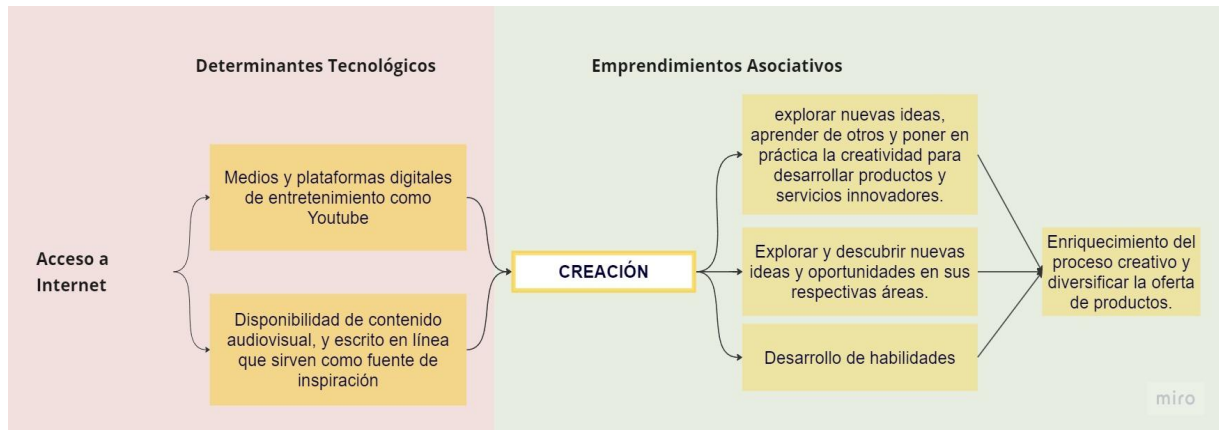 Determinantes Tecnológicos
Emprendimientos Asociativos
Acceso a
Internet
Medios y plataformas digitales
de entretenimiento como
Youtube
Disponibilidad de contenido
audiovisual, y escrito en línea
que sirven como fuente de
inspiración
CREACIÓN
explorar nuevas ideas,
aprender de otros y poner en
práctica la creatividad para
desarrollar productos y
servicios innovadores.
Explorar y descubrir nuevas
ideas y oportunidades en sus
respectivas áreas.
Desarrollo de habilidades
Enriquecimiento del
proceso creativo y
diversificar la oferta
de productos.
miro